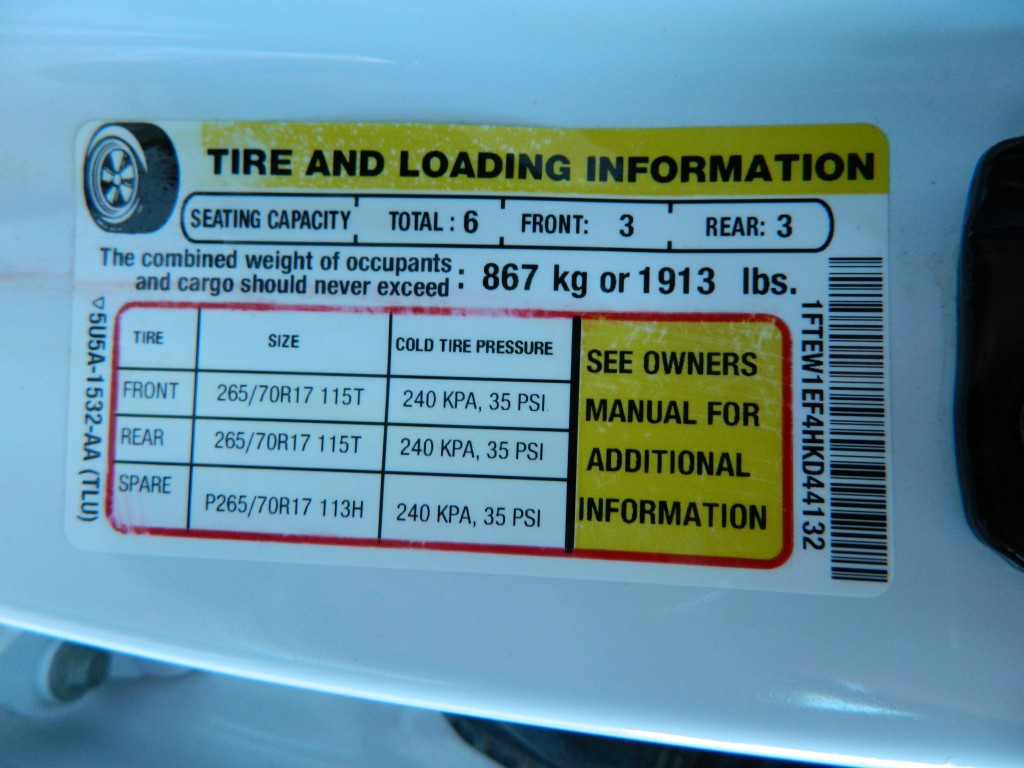 TIRE AND LOADING INFORMATION
SEATING CAPACITY TOTAL : 6 FRONT: 3 REAR: 3
The combined weight of occupants
and cargo should never exceed : 867 kg or 1913 lbs.
TIRE SIZE COLD TIRE PRESSURE
FRONT 265/70R17 115T 240 KPA, 35 PSI
REAR 265/70R17 115T 240 KPA, 35 PSI
SPARE P265/70R17 113H 240 KPA, 35 PSI
SEE OWNERS
MANUAL FOR
ADDITIONAL
INFORMATION
▽5U5A-1532-AA (TLU)
1FTEW1EF4HKD44132